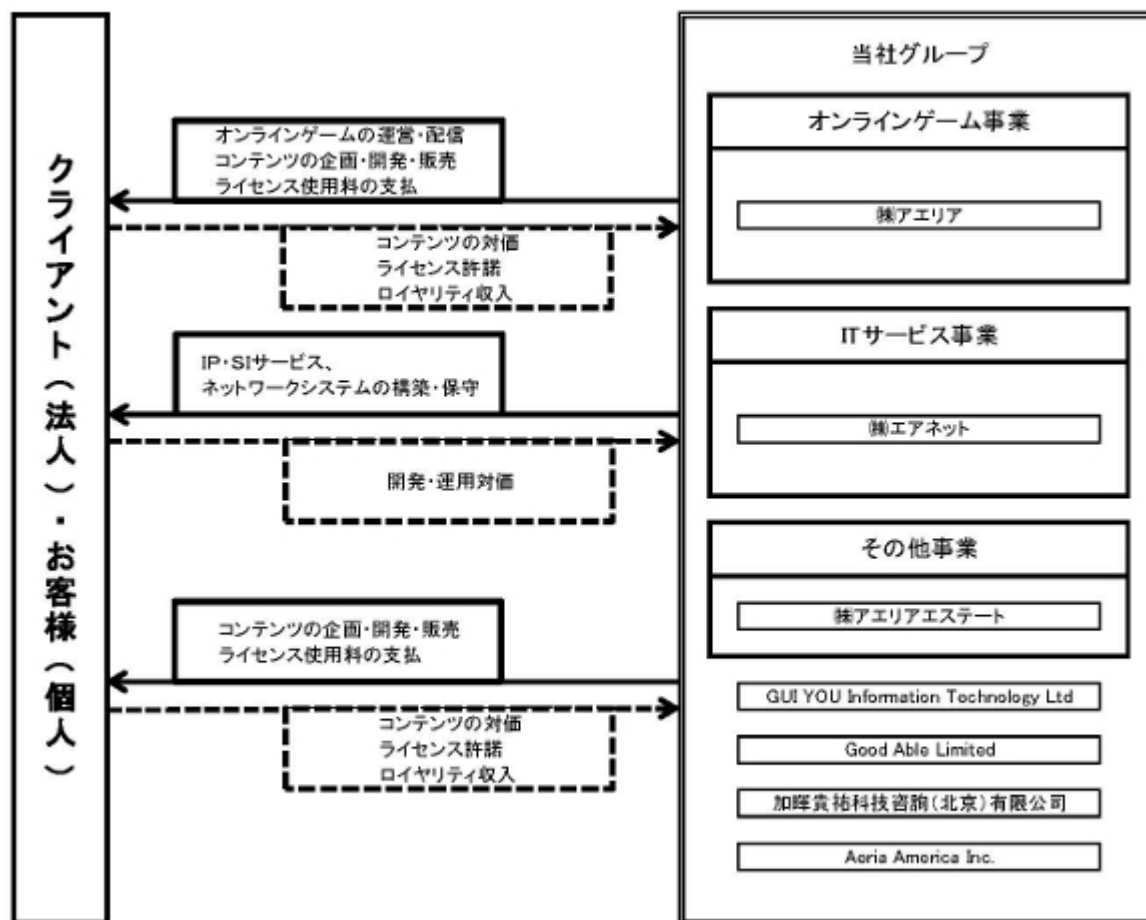 クライアント（法人）・お客様（個人）
オンラインゲームの運営・配信
コンテンツの企画・開発・販売
ライセンス使用料の支払
コンテンツの対価
ライセンス許諾
ロイヤリティ収入
IP・SIサービス、
ネットワークシステムの構築・保守
開発・運用対価
コンテンツの企画・開発・販売
ライセンス使用料の支払
コンテンツの対価
ライセンス許諾
ロイヤリティ収入
当社グループ
オンラインゲーム事業
㈱アエリア
ITサービス事業
㈱エアネット
その他事業
㈱アエリアエステート
GUI YOU Information Technology Ltd
Good Able Limited
加暉貴祐科技咨詢（北京）有限公司
Aeria America Inc.